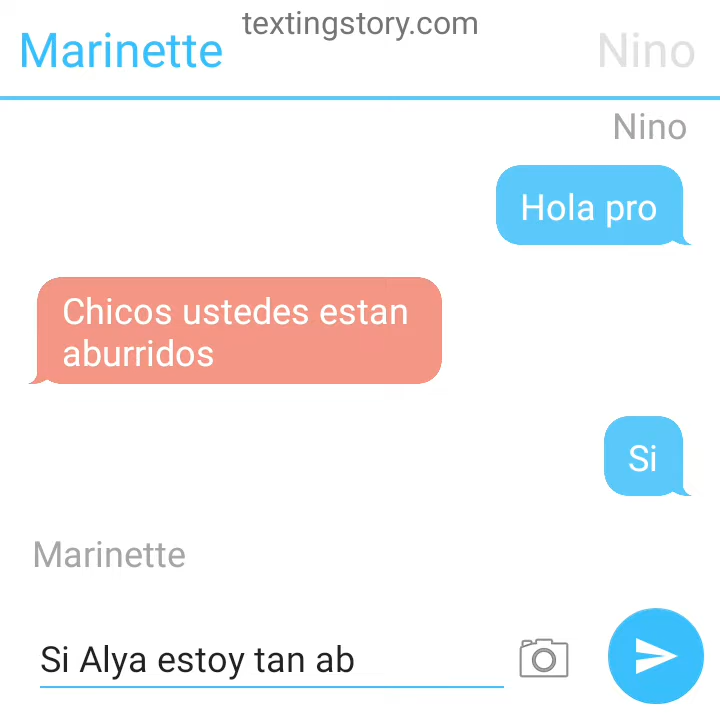 textingstory.com
Marinette
Nino
Nino
Hola pro
Chicos ustedes estan
aburridos
Si
Marinette
Si Alya estoy tan ab